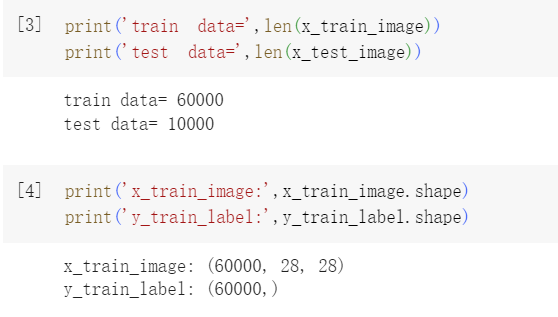 [3] print('train  data=',len(x_train_image))
print('test  data=',len(x_test_image))
train data= 60000
test data= 10000
[4] print('x_train_image:',x_train_image.shape)
print('y_train_label:',y_train_label.shape)
x_train_image: (60000, 28, 28)
y_train_label: (60000,)